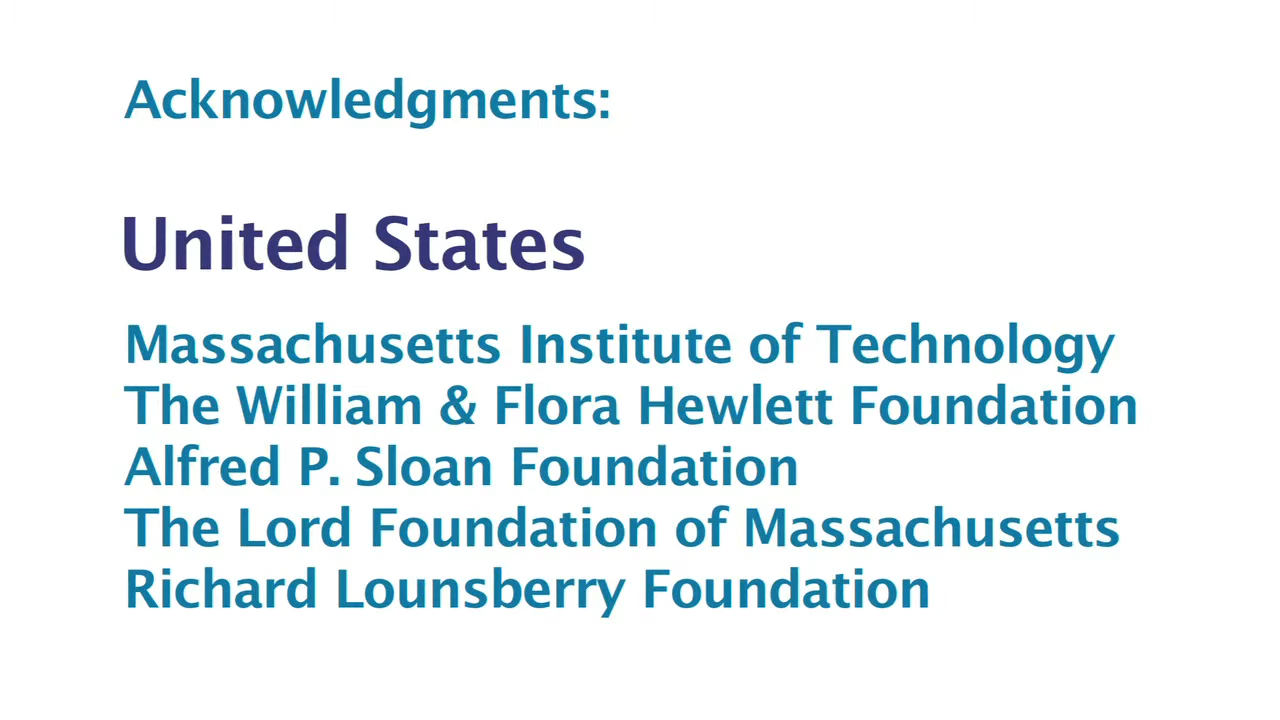 Acknowledgments:
United States
Massachusetts Institute of Technology
The William & Flora Hewlett Foundation
Alfred P. Sloan Foundation
The Lord Foundation of Massachusetts
Richard Lounsberry Foundation